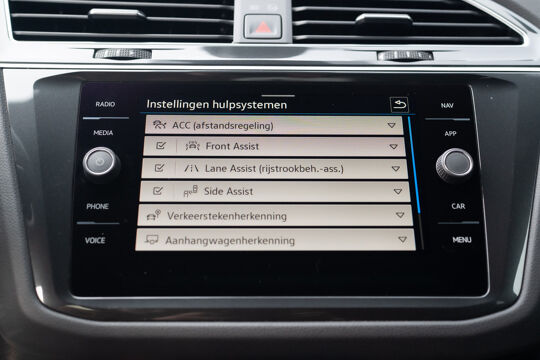 RADIO
MEDIA
PHONE
VOICE
Instellingen hulpsystemen
ACC (afstandsregeling)
Front Assist
Lane Assist (rijstrookbeh.-ass.)
Side Assist
Verkeerstekenherkenning
Aanhangwagenherkenning
NAV
APP
CAR
MENU